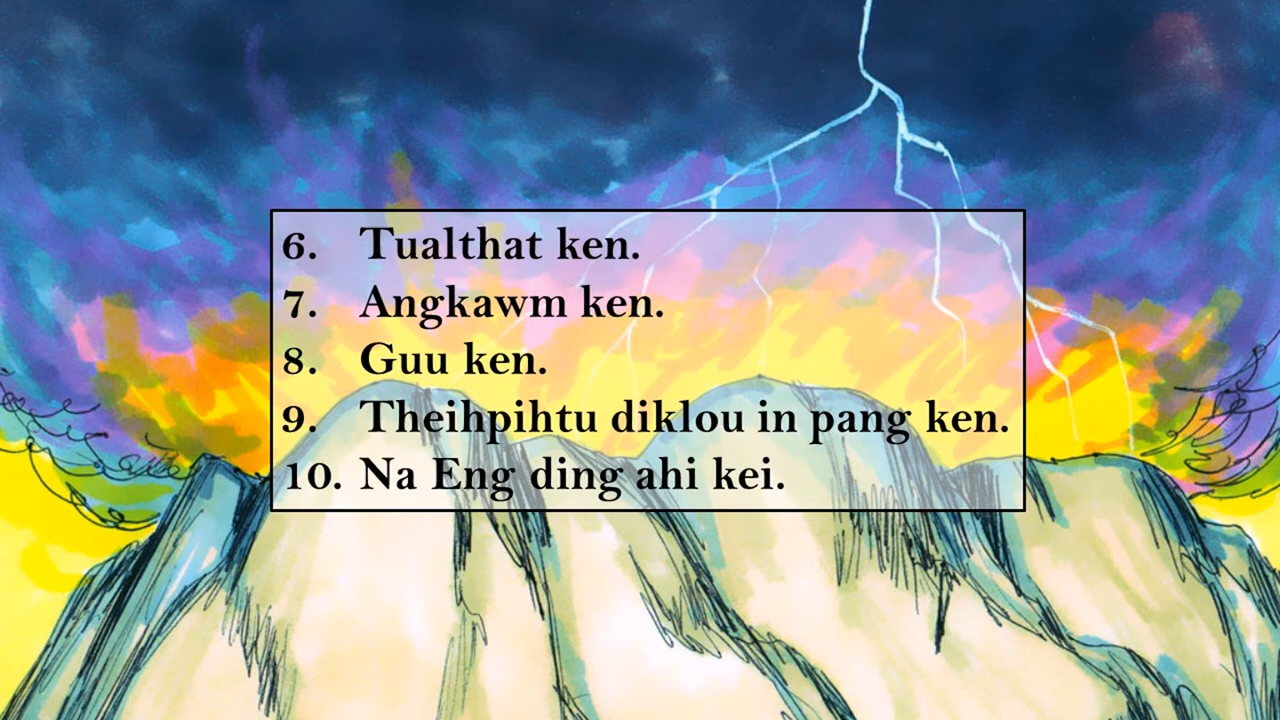 6. Tualthat ken.
7. Angkawm ken.
8. Guu ken.
9. Theihpihtu diklou in pang ken.
10. Na Eng ding ahi kei.